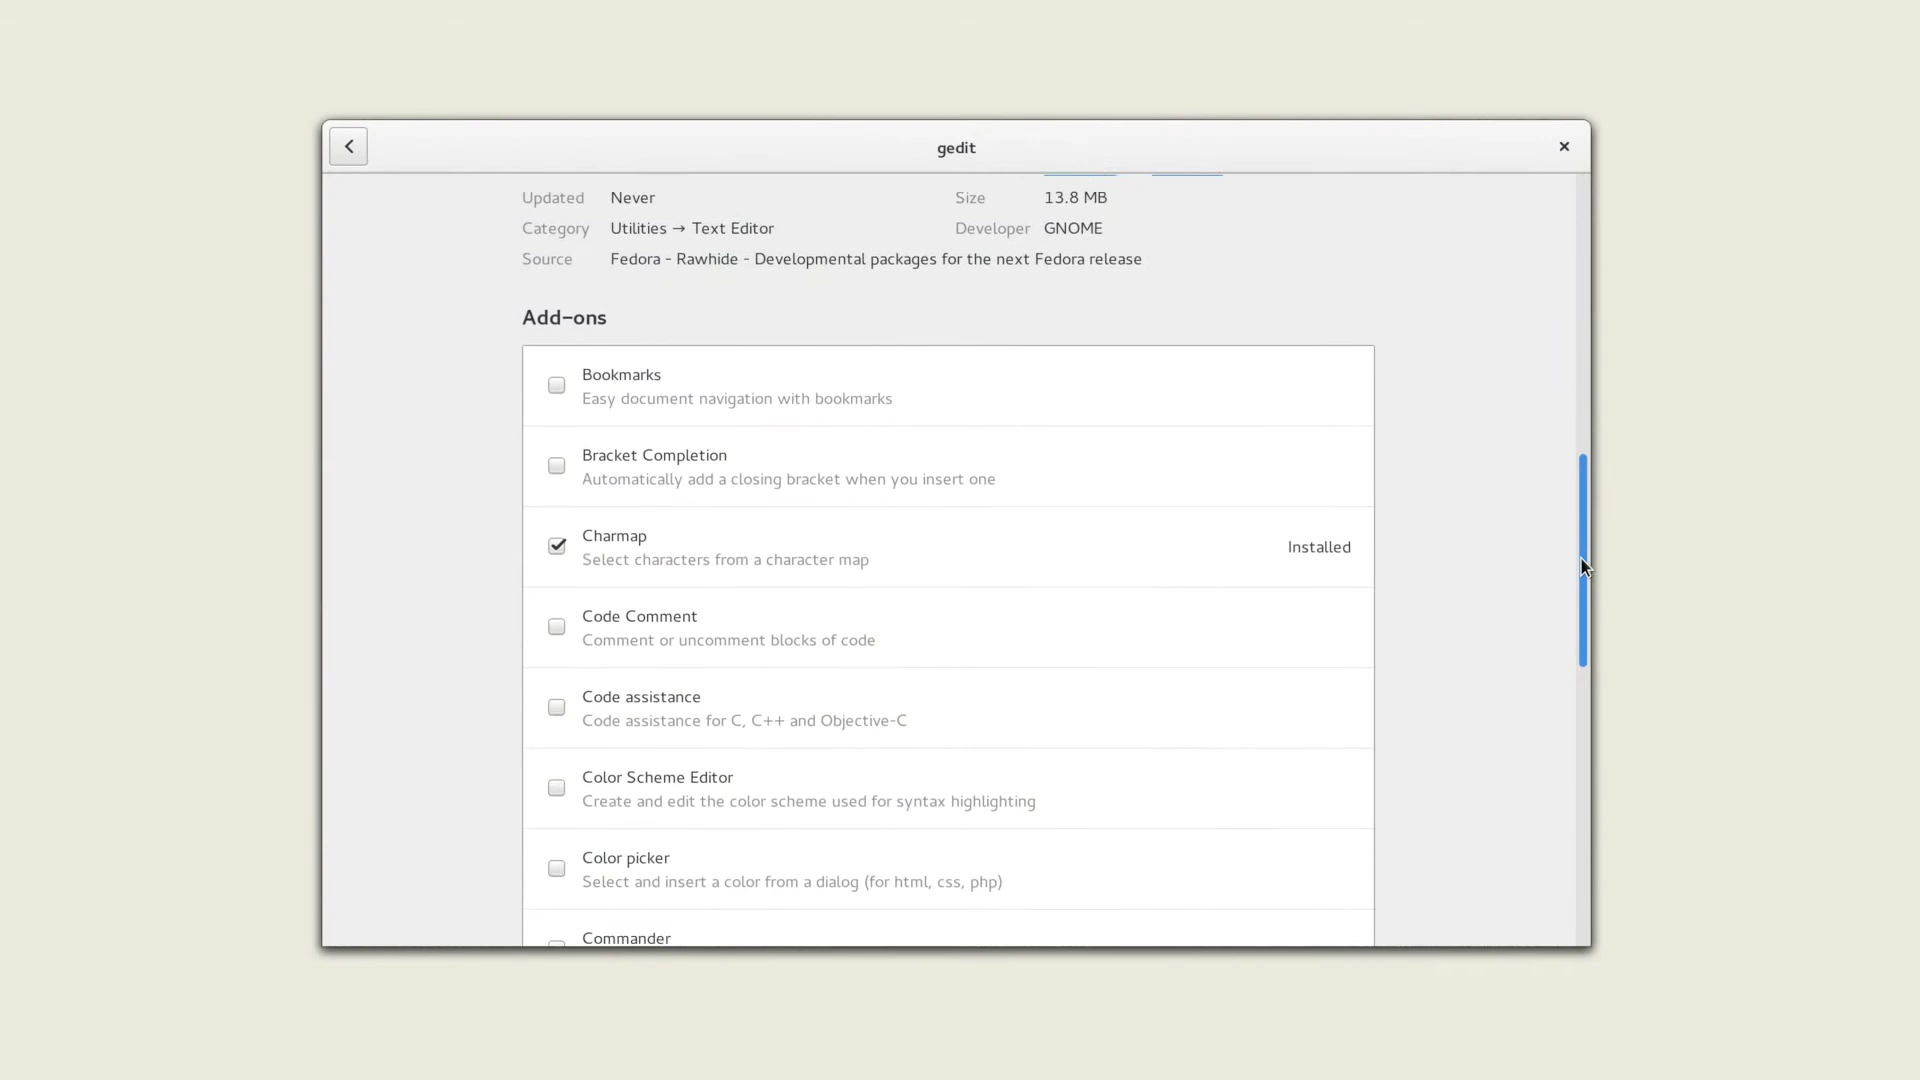 gedit
Updated Never Size 13.8 MB
Category Utilities → Text Editor Developer GNOME
Source Fedora - Rawhide - Developmental packages for the next Fedora release
Add-ons
Bookmarks
Easy document navigation with bookmarks
Bracket Completion
Automatically add a closing bracket when you insert one
Charmap
Select characters from a character map
Installed
Code Comment
Comment or uncomment blocks of code
Code assistance
Code assistance for C, C++ and Objective-C
Color Scheme Editor
Create and edit the color scheme used for syntax highlighting
Color picker
Select and insert a color from a dialog (for html, css, php)
Commander